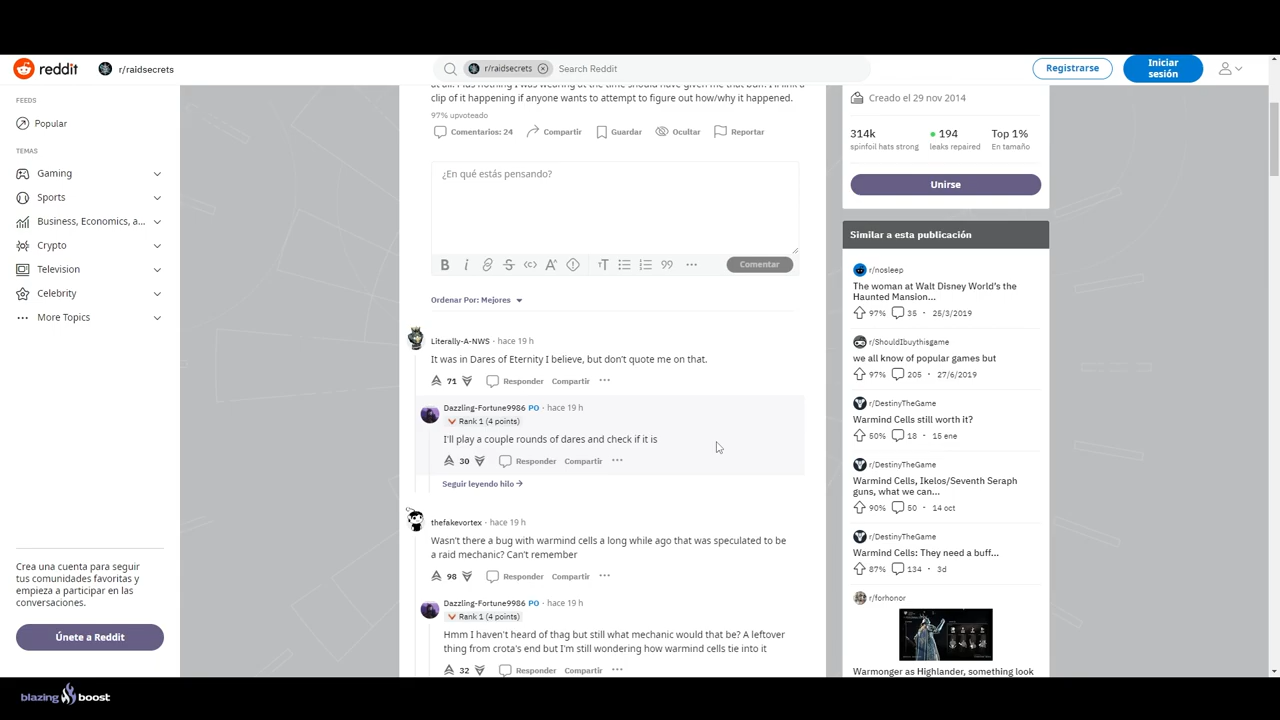 reddit
r/raidsecrets
r/raidsecrets
Search Reddit
Registrarse
Iniciar sesión
FEEDS
Popular
TEMAS
Gaming
Sports
Business, Economics, a...
Crypto
Television
Celebrity
More Topics
Crea una cuenta para seguir
tus comunidades favoritas y
empieza a participar en las
conversaciones.
Únete a Reddit
clip of it happening if anyone wants to attempt to figure out how/why it happened.
97% upvoteado
Comentarios: 24
Compartir
Guardar
Ocultar
Reportar
¿En qué estás pensando?
Comentar
Ordenar Por: Mejores
Literally-A-NWS · hace 19 h
It was in Dares of Eternity I believe, but don't quote me on that.
71 Responder Compartir ···
Dazzling-Fortune9986 PO · hace 19 h
Rank 1 (4 points)
I'll play a couple rounds of dares and check if it is
30 Responder Compartir ···
Seguir leyendo hilo →
thefakevortex · hace 19 h
Wasn't there a bug with warmind cells a long while ago that was speculated to be
a raid mechanic? Can't remember
98 Responder Compartir ···
Dazzling-Fortune9986 PO · hace 19 h
Rank 1 (4 points)
Hmm I haven't heard of thag but still what mechanic would that be? A leftover
thing from crota's end but I'm still wondering how warmind cells tie into it
32 Responder Compartir ···
Creado el 29 nov 2014
314k 194 Top 1%
spinfoil hats strong leaks repaired En tamaño
Unirse
Similar a esta publicación
r/nosleep
The woman at Walt Disney World's the
Haunted Mansion...
97% 35 · 25/3/2019
r/ShouldIbuythisgame
we all know of popular games but
97% 205 · 27/6/2019
r/DestinyTheGame
Warmind Cells still worth it?
50% 18 · 15 ene
r/DestinyTheGame
Warmind Cells, Ikelos/Seventh Seraph
guns, what we can...
90% 50 · 14 oct
r/DestinyTheGame
Warmind Cells: They need a buff...
87% 134 · 3d
r/forhonor
Warmonger as Highlander, something look
blazing boost